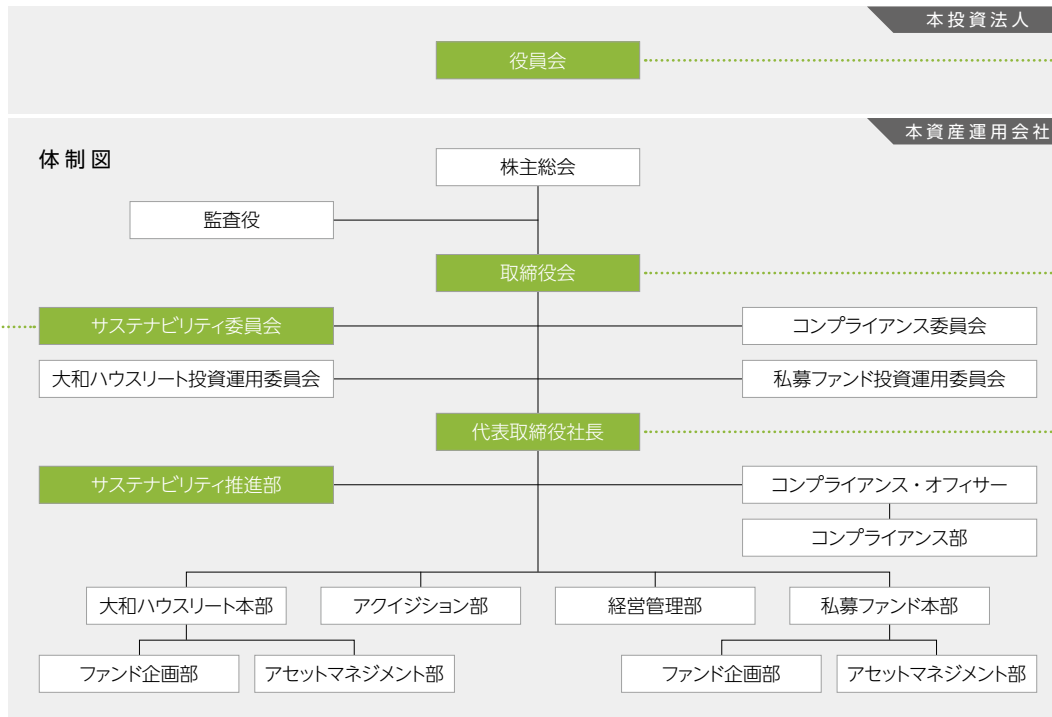 本投資法人
役員会
本資産運用会社
体制図
株主総会
監査役
取締役会
サステナビリティ委員会
コンプライアンス委員会
大和ハウスリート投資運用委員会
私募ファンド投資運用委員会
代表取締役社長
サステナビリティ推進部
コンプライアンス・オフィサー
コンプライアンス部
大和ハウスリート本部
アクイジション部
経営管理部
私募ファンド本部
ファンド企画部
アセットマネジメント部
ファンド企画部
アセットマネジメント部